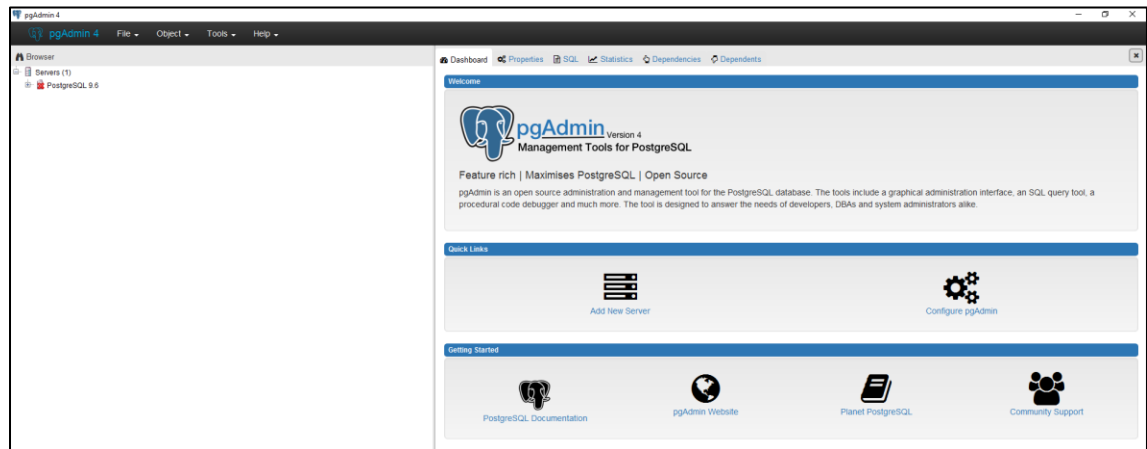 pgAdmin 4
pgAdmin 4 File Object Tools Help
Browser
Servers (1)
PostgreSQL 9.6
Dashboard Properties SQL Statistics Dependencies Dependents
Welcome
pgAdmin Version 4
Management Tools for PostgreSQL
Feature rich | Maximises PostgreSQL | Open Source
pgAdmin is an open source administration and management tool for the PostgreSQL database. The tools include a graphical administration interface, an SQL query tool, a
procedural code debugger and much more. The tool is designed to answer the needs of developers, DBAs and system administrators alike.
Quick Links
Add New Server
Configure pgAdmin
Getting Started
PostgreSQL Documentation
pgAdmin Website
Planet PostgreSQL
Community Support